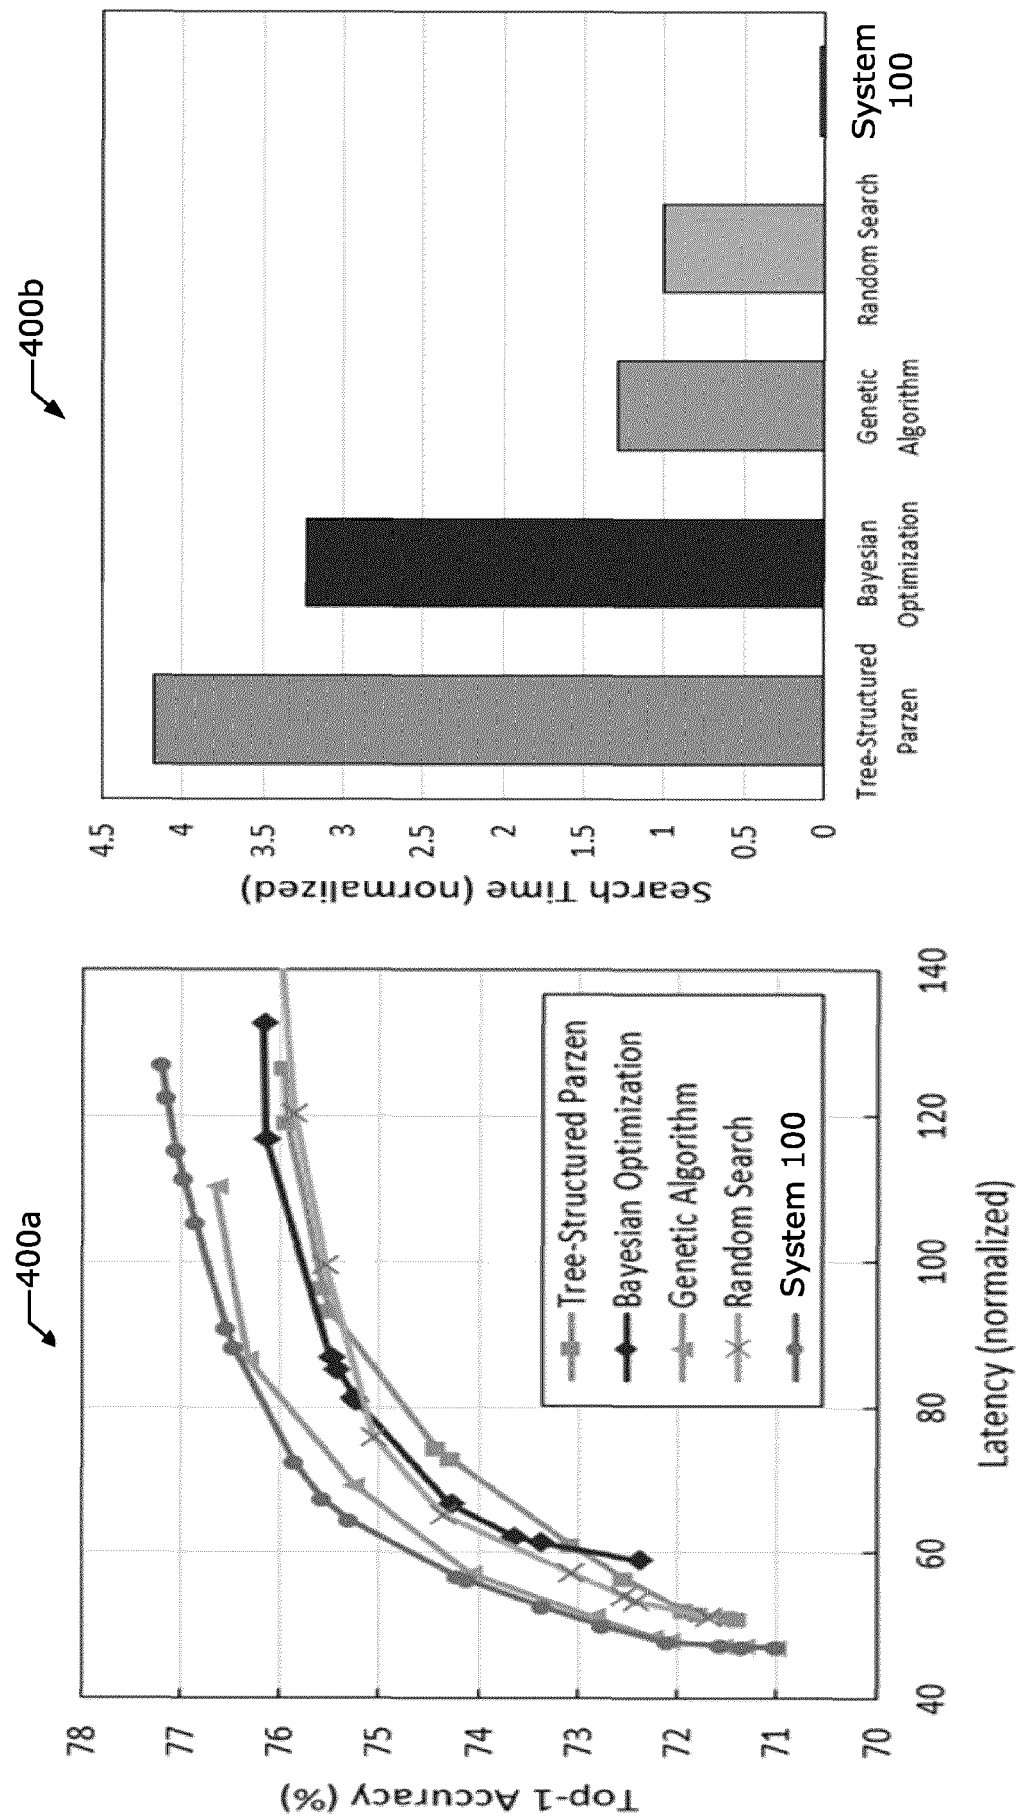 400a
78
77
76
75
74
73
72
71
70
Top-1 Accuracy (%)
40
60
80
100
120
140
Latency (normalized)
Tree-Structured Parzen
Bayesian Optimization
Genetic Algorithm
Random Search
System 100
400b
4.5
4
3.5
3
2.5
2
1.5
1
0.5
0
Search Time (normalized)
Tree-Structured
Parzen
Bayesian
Optimization
Genetic
Algorithm
Random Search
System
100